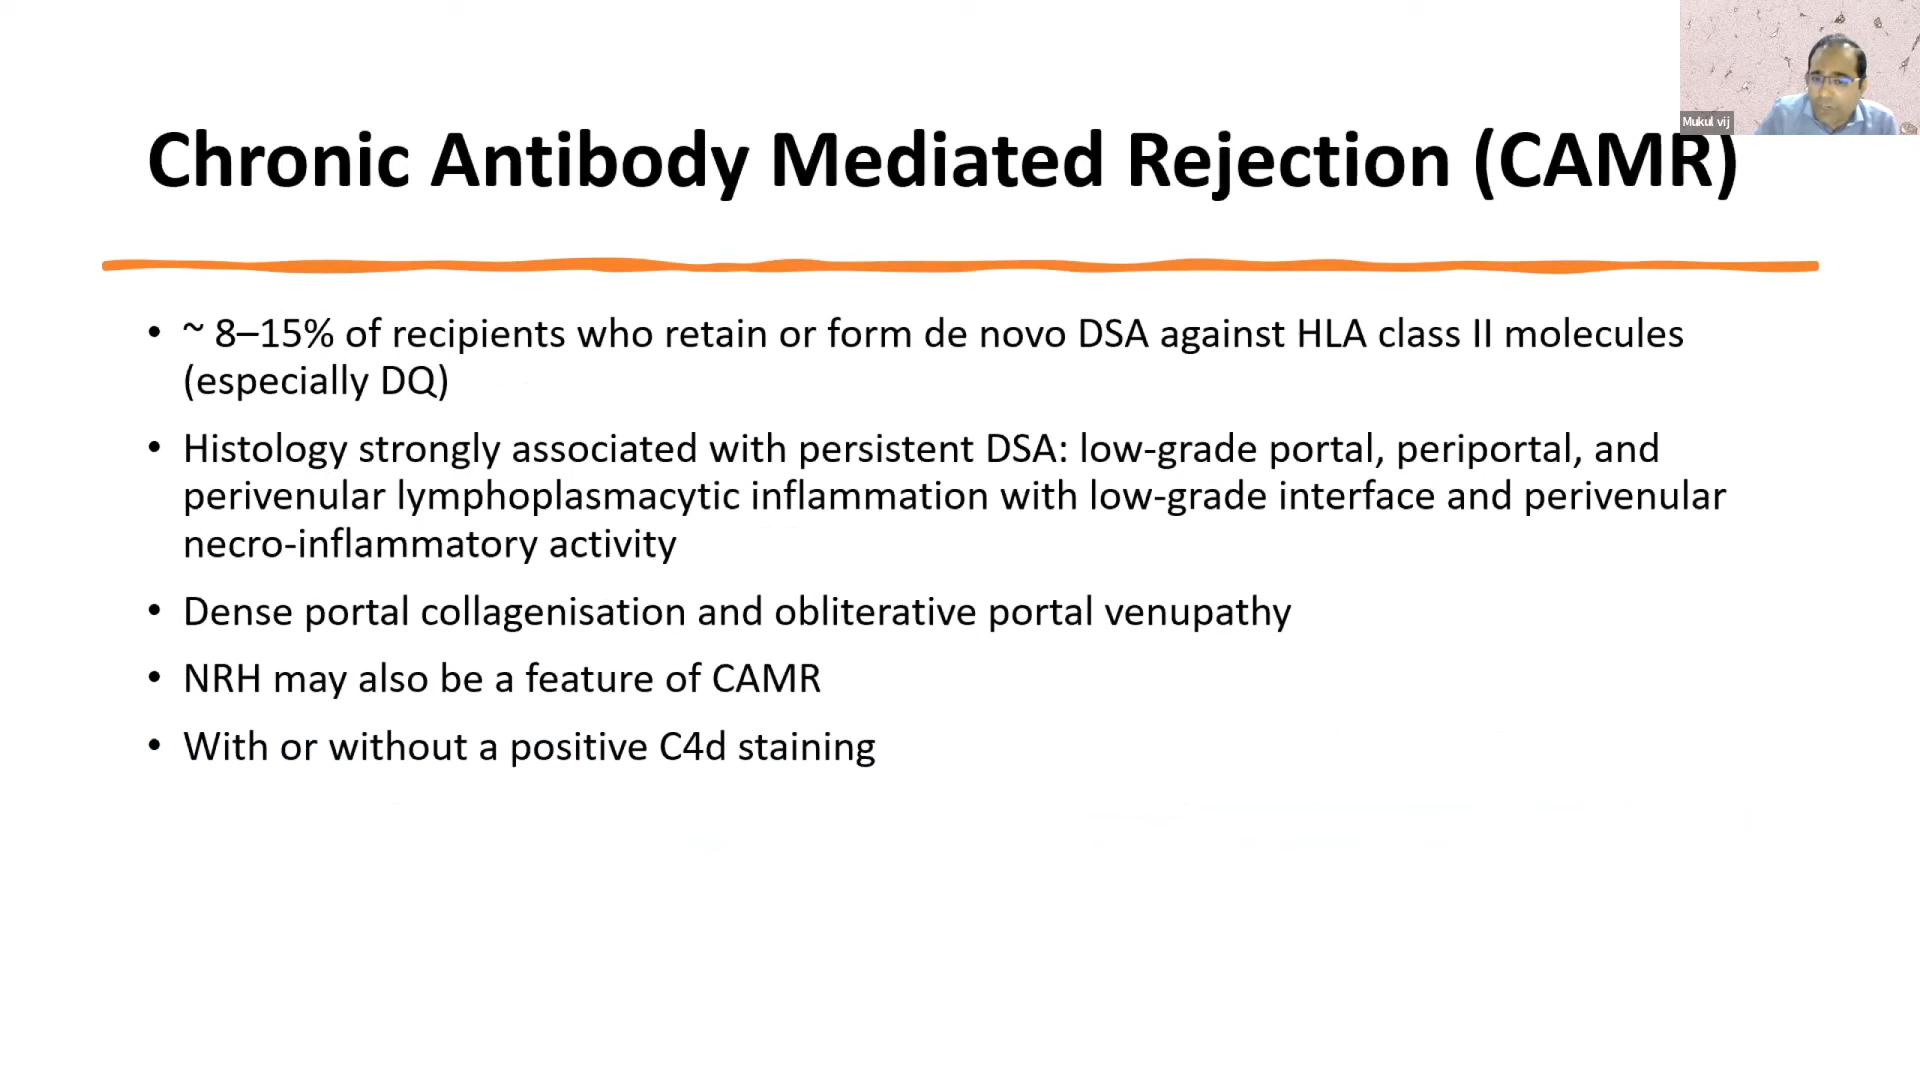 Mukul vij
Chronic Antibody Mediated Rejection (CAMR)
• ~ 8–15% of recipients who retain or form de novo DSA against HLA class II molecules
(especially DQ)
• Histology strongly associated with persistent DSA: low-grade portal, periportal, and
perivenular lymphoplasmacytic inflammation with low-grade interface and perivenular
necro-inflammatory activity
• Dense portal collagenisation and obliterative portal venupathy
• NRH may also be a feature of CAMR
• With or without a positive C4d staining